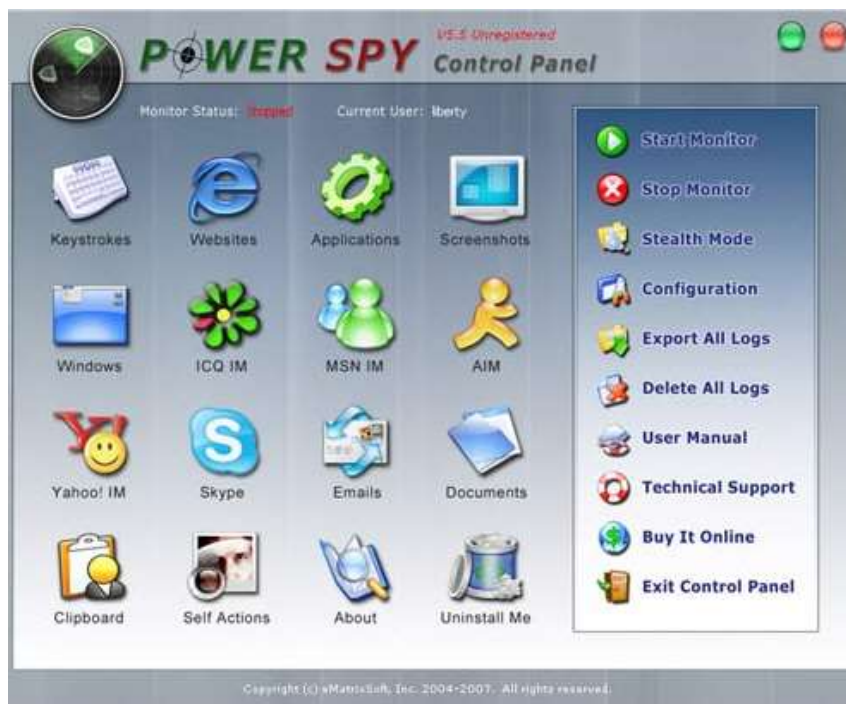 POWER SPY
V5.5 Unregistered
Control Panel
Monitor Status: Stopped Current User: liberty
Keystrokes Websites Applications Screenshots
Windows ICQ IM MSN IM AIM
Yahoo! IM Skype Emails Documents
Clipboard Self Actions About Uninstall Me
Start Monitor
Stop Monitor
Stealth Mode
Configuration
Export All Logs
Delete All Logs
User Manual
Technical Support
Buy It Online
Exit Control Panel
Copyright (c) eMatrixSoft, Inc. 2004-2007. All rights reserved.